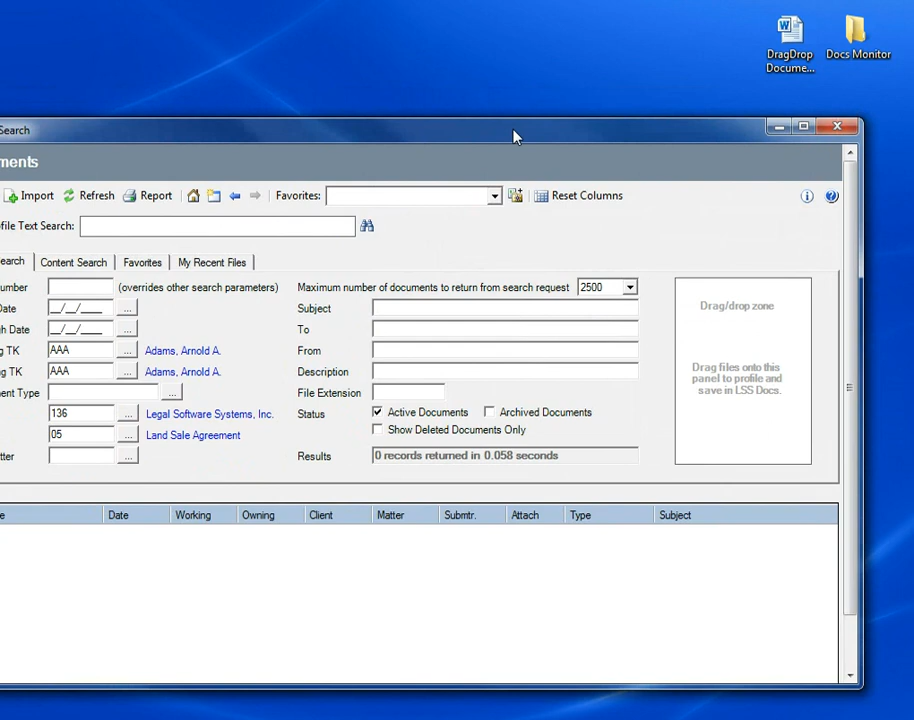 DragDrop
Docume...
Docs Monitor
Search
ments
Import Refresh Report Favorites: Reset Columns
ofile Text Search:
earch Content Search Favorites My Recent Files
umber (overrides other search parameters) Maximum number of documents to return from search request 2500
Date __/__/____ ... Subject
gh Date __/__/____ ... To
g TK AAA ... Adams, Arnold A. From
ng TK AAA ... Adams, Arnold A. Description
ment Type ... File Extension
136 ... Legal Software Systems, Inc. Status Active Documents Archived Documents
05 ... Land Sale Agreement Show Deleted Documents Only
tter ... Results 0 records returned in 0.058 seconds
Drag/drop zone
Drag files onto this
panel to profile and
save in LSS Docs.
e Date Working Owning Client Matter Submtr. Attach Type Subject